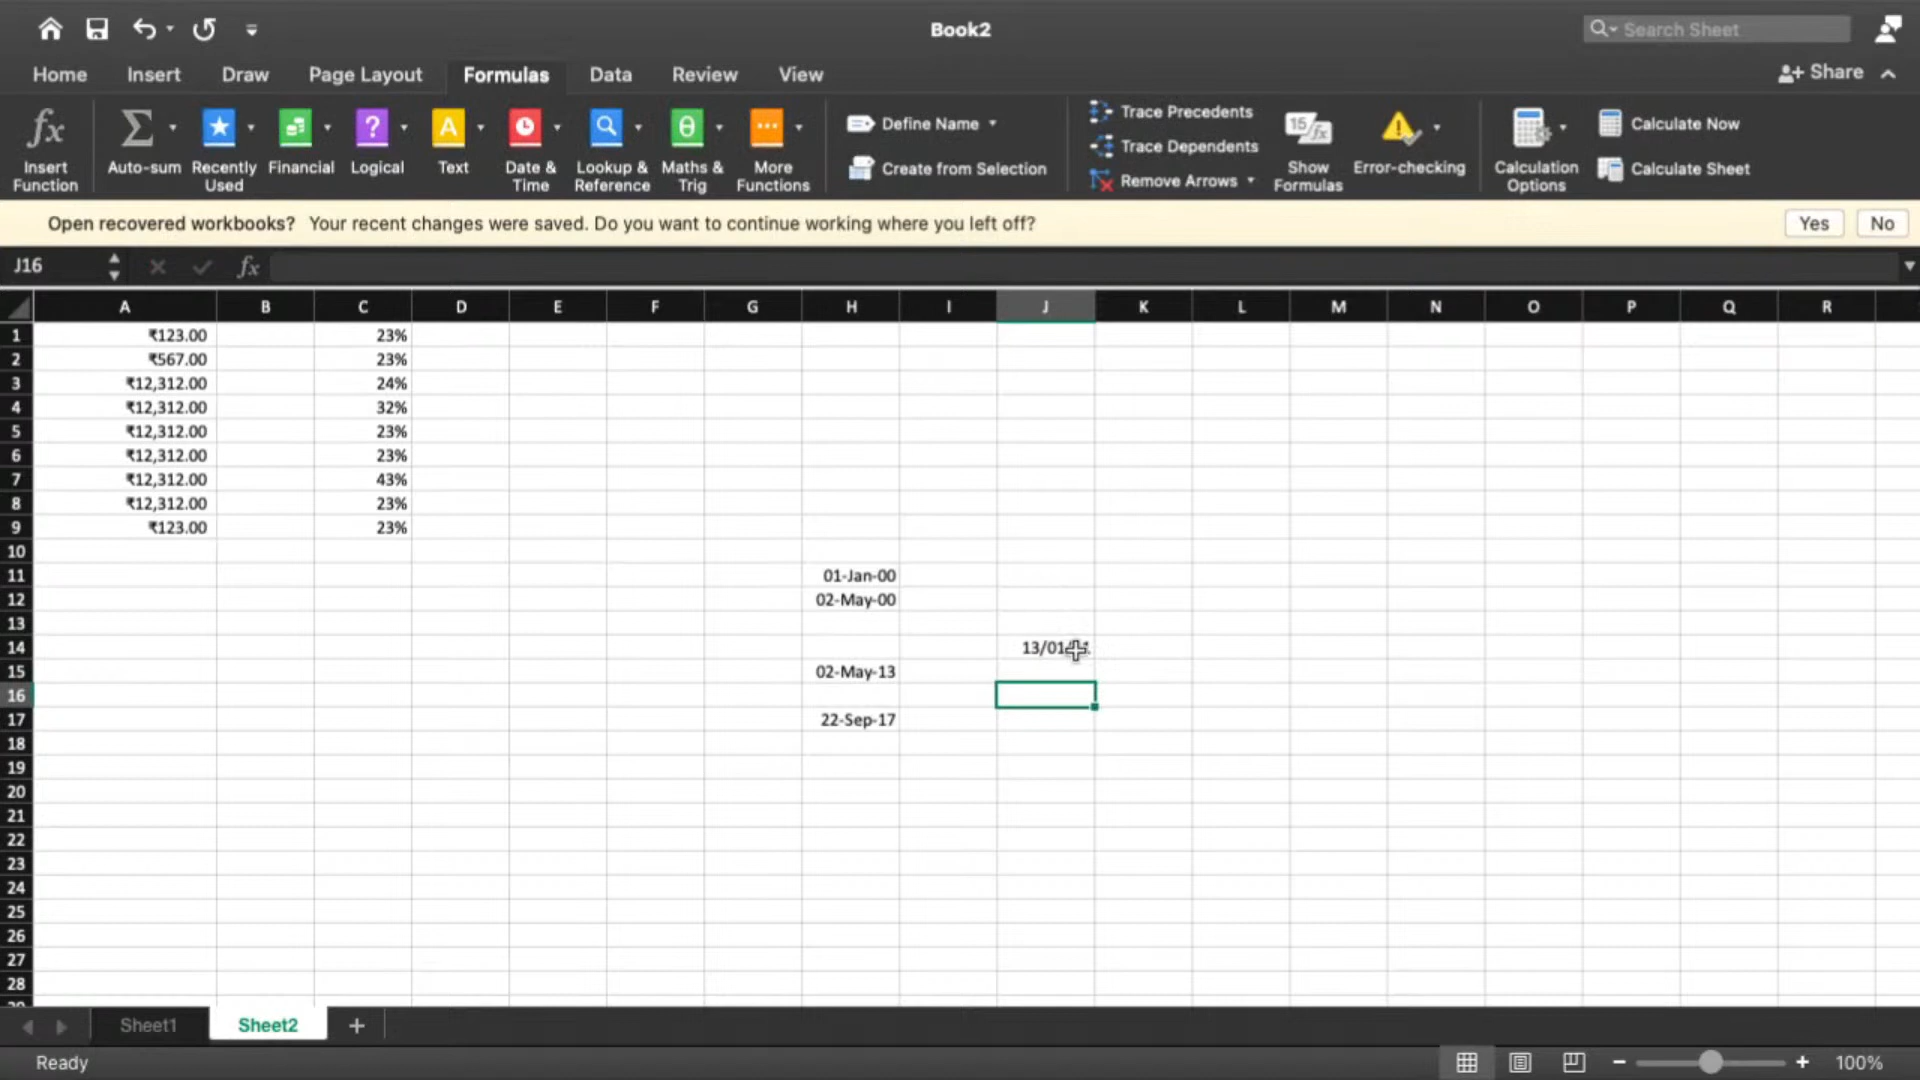 Book2
Search Sheet
Home Insert Draw Page Layout Formulas Data Review View
Share
Insert Function
Auto-sum
Recently Used
Financial
Logical
Text
Date & Time
Lookup & Reference
Maths & Trig
More Functions
Define Name
Create from Selection
Trace Precedents
Trace Dependents
Remove Arrows
Show Formulas
Error-checking
Calculation Options
Calculate Now
Calculate Sheet
Open recovered workbooks? Your recent changes were saved. Do you want to continue working where you left off? Yes No
J16 fx
A B C D E F G H I J K L M N O P Q R
1 ₹123.00 23%
2 ₹567.00 23%
3 ₹12,312.00 24%
4 ₹12,312.00 32%
5 ₹12,312.00 23%
6 ₹12,312.00 23%
7 ₹12,312.00 43%
8 ₹12,312.00 23%
9 ₹123.00 23%
10
11 01-Jan-00
12 02-May-00
13
14
15 02-May-13
16
17 22-Sep-17
18
19
20
21
22
23
24
25
26
27
28
Sheet1 Sheet2 +
Ready 100%